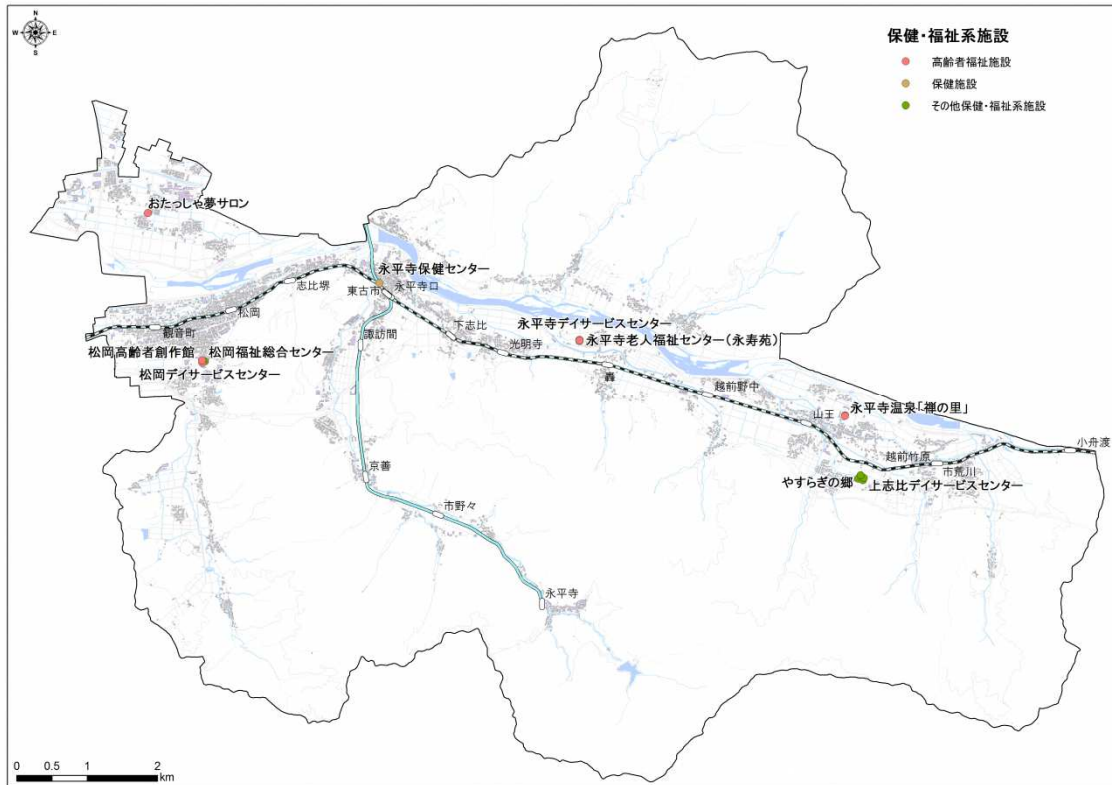 N
W
E
S
保健・福祉系施設
高齢者福祉施設
保健施設
その他保健・福祉系施設
おたっしゃ夢サロン
永平寺保健センター
志比堺
東古市
永平寺口
松岡
観音町
諏訪間
下志比
永平寺デイサービスセンター
光明寺
永平寺老人福祉センター（永寿苑）
松岡高齢者創作館
松岡福祉総合センター
松岡デイサービスセンター
轟
越前野中
山王
永平寺温泉「禅の里」
小舟渡
越前竹原
市荒川
京善
やすらぎの郷
上志比デイサービスセンター
市野々
永平寺
0 0.5 1 2
km